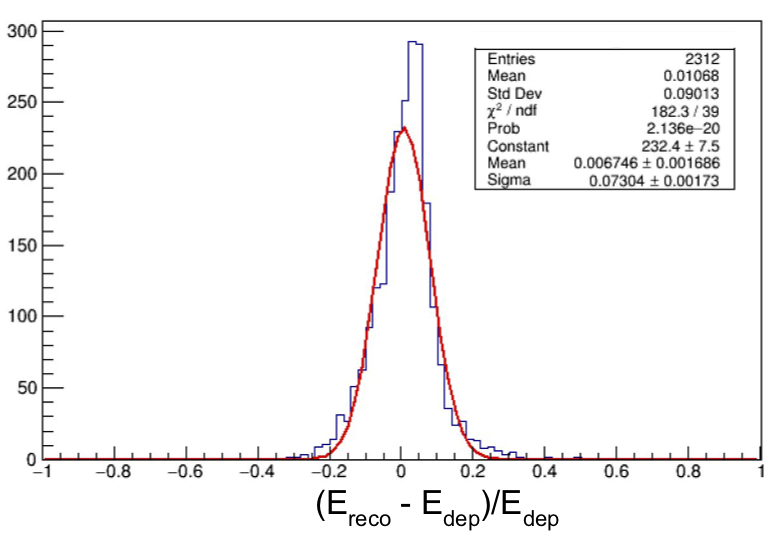 300
250
200
150
100
50
0
Entries 2312
Mean 0.01068
Std Dev 0.09013
χ² / ndf 182.3 / 39
Prob 2.136e−20
Constant 232.4 ± 7.5
Mean 0.006746 ± 0.001686
Sigma 0.07304 ± 0.00173
−1 −0.8 −0.6 −0.4 −0.2 0 0.2 0.4 0.6 0.8 1
(E_reco - E_dep)/E_dep